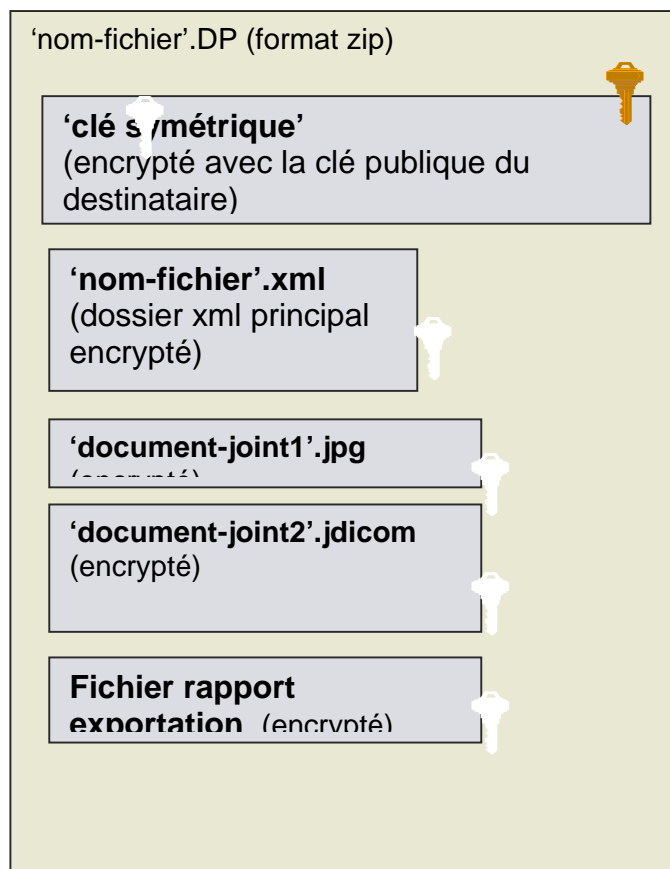 ‘nom-fichier’.DP (format zip)
‘clé symétrique’
(encrypté avec la clé publique du
destinataire)
‘nom-fichier’.xml
(dossier xml principal
encrypté)
‘document-joint1’.jpg
(encrypté)
‘document-joint2’.jdicom
(encrypté)
Fichier rapport
exportation (encrypté)